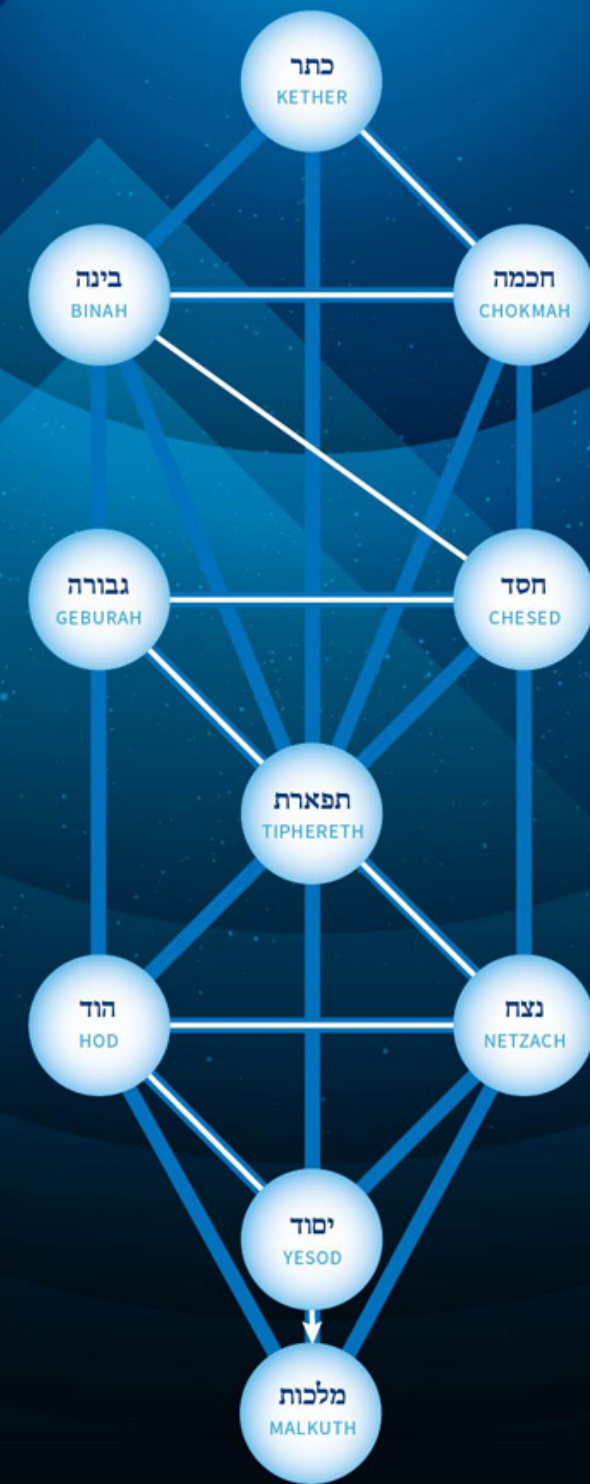 כתר
KETHER
בינה
BINAH
חכמה
CHOKMAH
גבורה
GEBURAH
חסד
CHESED
תפארת
TIPHERETH
הוד
HOD
נצח
NETZACH
יסוד
YESOD
מלכות
MALKUTH